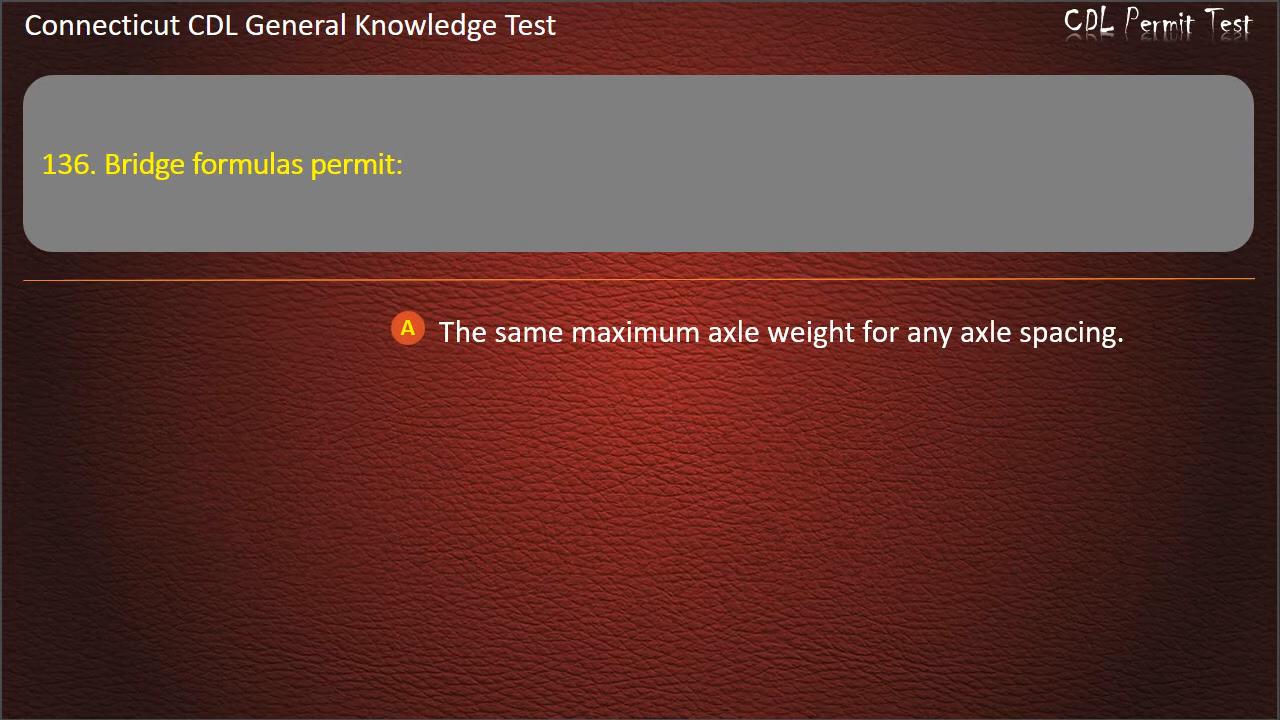 Connecticut CDL General Knowledge Test
CDL Permit Test
136. Bridge formulas permit:
A The same maximum axle weight for any axle spacing.